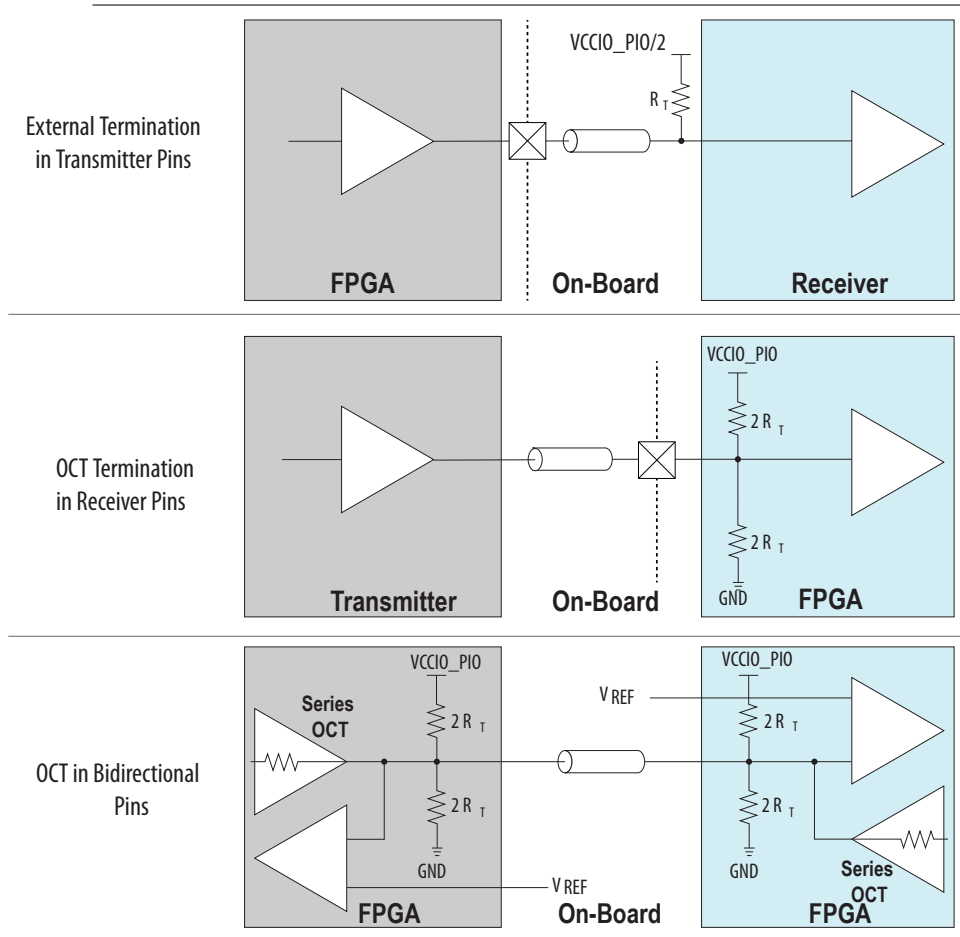 External Termination
in Transmitter Pins
VCCIO_PIO/2
R T
FPGA
On-Board
Receiver
OCT Termination
in Receiver Pins
VCCIO_PIO
2 R T
2 R T
GND
Transmitter
On-Board
FPGA
OCT in Bidirectional
Pins
Series
OCT
VCCIO_PIO
2 R T
2 R T
GND
V REF
FPGA
On-Board
V REF
VCCIO_PIO
2 R T
2 R T
GND
Series
OCT
FPGA